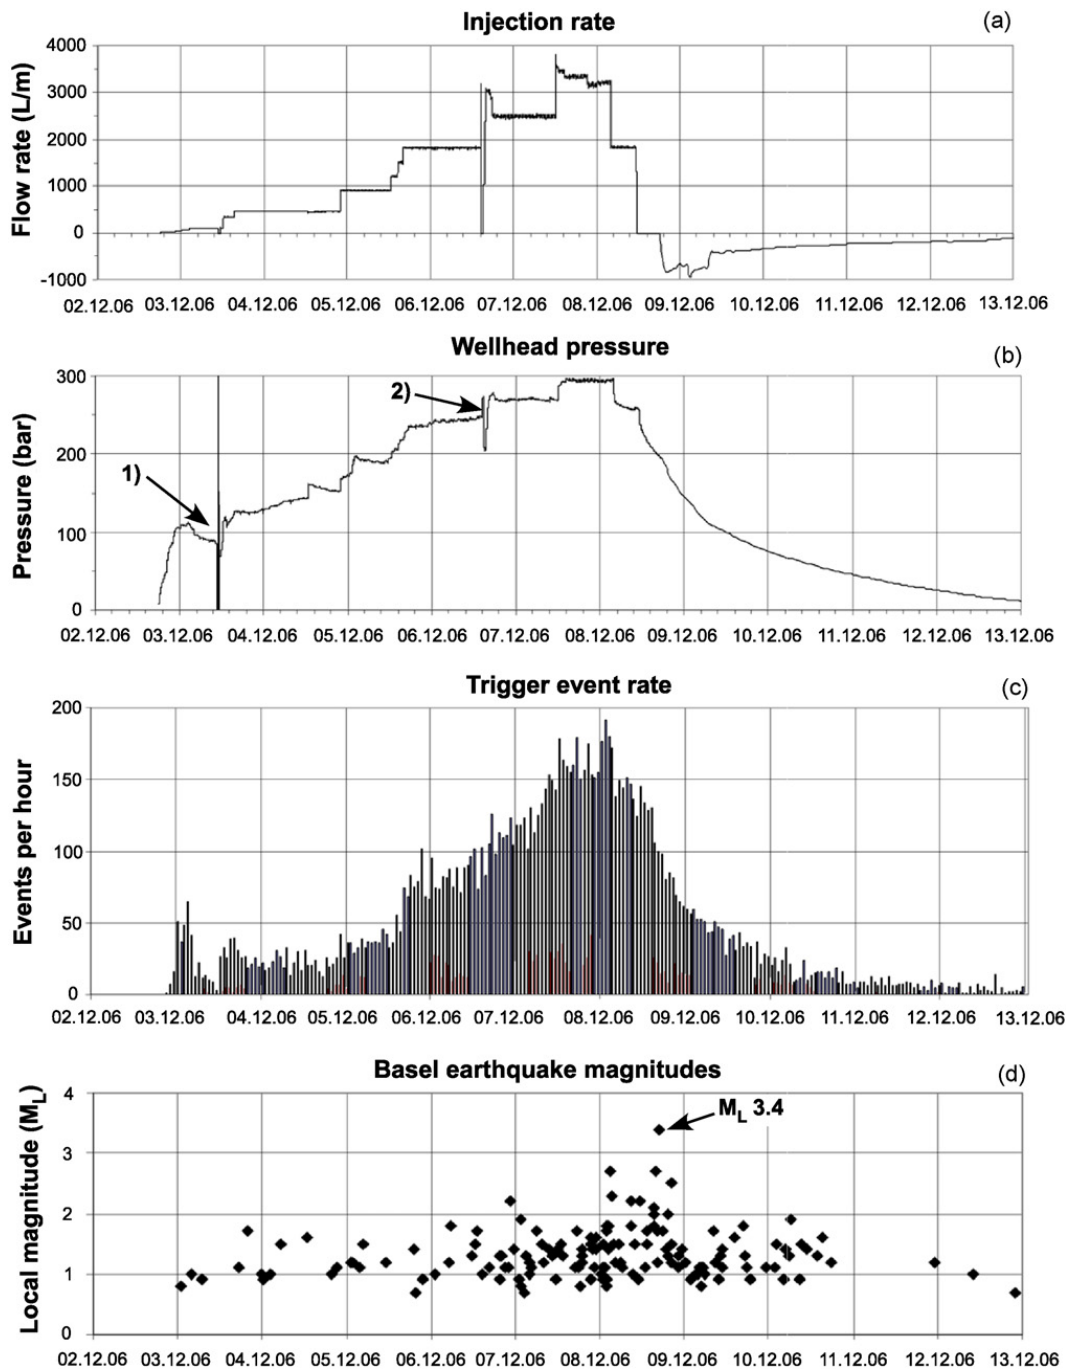 Injection rate
(a)
Flow rate (L/m)
4000
3000
2000
1000
0
-1000
02.12.06 03.12.06 04.12.06 05.12.06 06.12.06 07.12.06 08.12.06 09.12.06 10.12.06 11.12.06 12.12.06 13.12.06
Wellhead pressure
(b)
Pressure (bar)
300
200
100
0
1)
2)
02.12.06 03.12.06 04.12.06 05.12.06 06.12.06 07.12.06 08.12.06 09.12.06 10.12.06 11.12.06 12.12.06 13.12.06
Trigger event rate
(c)
Events per hour
200
150
100
50
0
02.12.06 03.12.06 04.12.06 05.12.06 06.12.06 07.12.06 08.12.06 09.12.06 10.12.06 11.12.06 12.12.06 13.12.06
Basel earthquake magnitudes
(d)
Local magnitude (ML)
4
3
2
1
0
ML 3.4
02.12.06 03.12.06 04.12.06 05.12.06 06.12.06 07.12.06 08.12.06 09.12.06 10.12.06 11.12.06 12.12.06 13.12.06